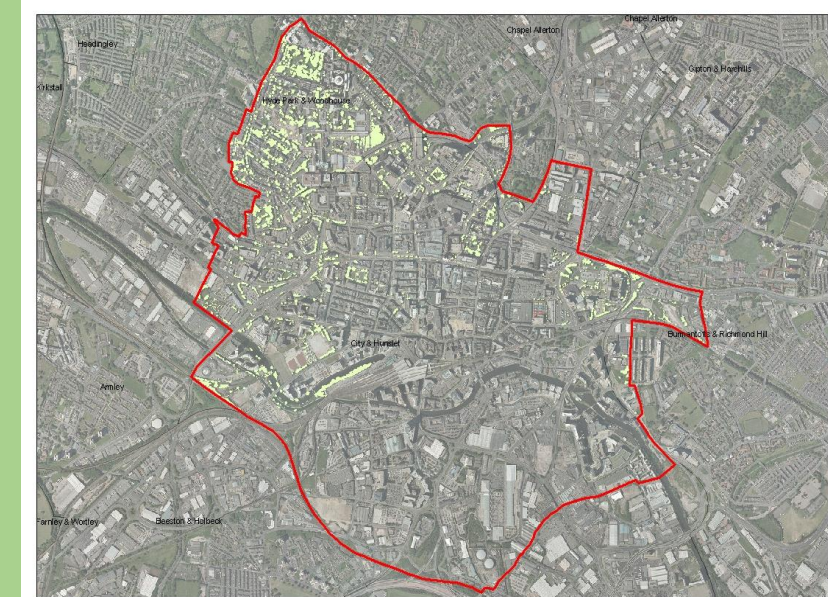 Chapel Allerton
Chapel Allerton
Headingley
Gipton & Harehills
Kirkstall
Hyde Park & Woodhouse
City & Hunslet
Burmantofts & Richmond Hill
Armley
Farnley & Wortley
Beeston & Holbeck